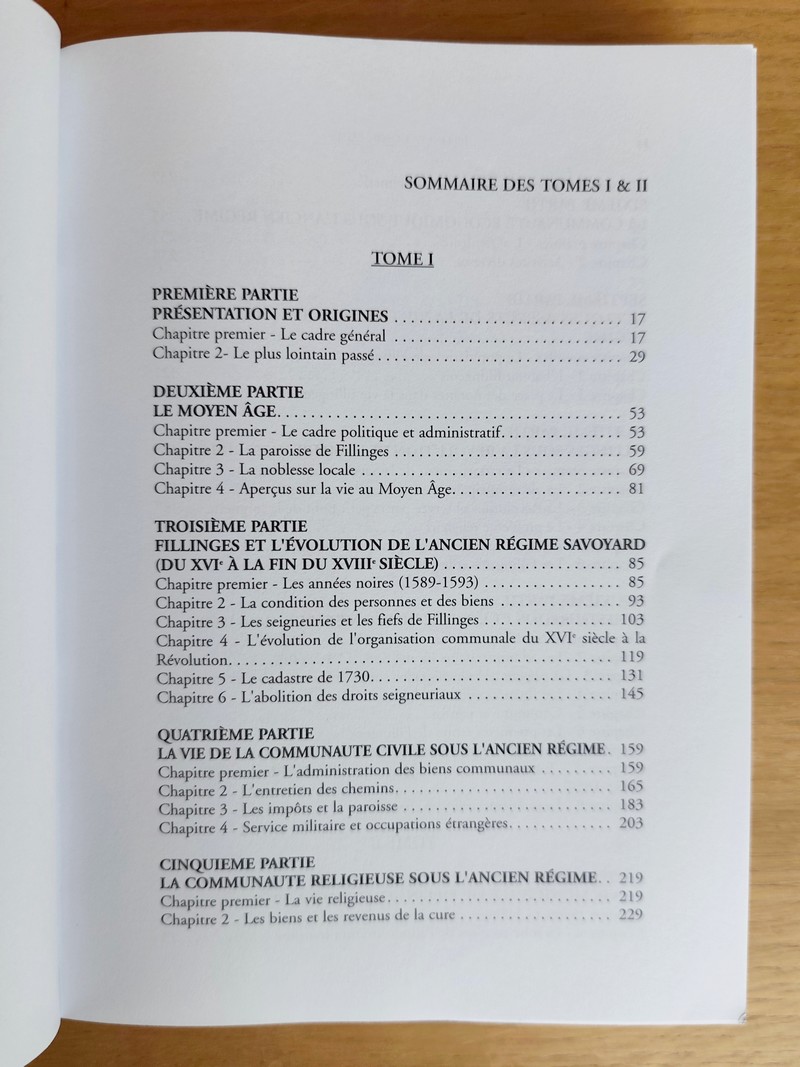 SOMMAIRE DES TOMES I & II
TOME I
PREMIÈRE PARTIE
PRÉSENTATION ET ORIGINES . . . . . . . . . . . . . . . . . . . . . . . . . . . 17
Chapitre premier - Le cadre général . . . . . . . . . . . . . . . . . . . . . . . . . . . 17
Chapitre 2- Le plus lointain passé . . . . . . . . . . . . . . . . . . . . . . . . . . . . . 29
DEUXIÈME PARTIE
LE MOYEN ÂGE. . . . . . . . . . . . . . . . . . . . . . . . . . . . . . . . . . . . . . . . . 53
Chapitre premier - Le cadre politique et administratif. . . . . . . . . . . . . . 53
Chapitre 2 - La paroisse de Fillinges . . . . . . . . . . . . . . . . . . . . . . . . . . . 59
Chapitre 3 - La noblesse locale . . . . . . . . . . . . . . . . . . . . . . . . . . . . . . . 69
Chapitre 4 - Aperçus sur la vie au Moyen Âge. . . . . . . . . . . . . . . . . . . . 81
TROISIÈME PARTIE
FILLINGES ET L'ÉVOLUTION DE L'ANCIEN RÉGIME SAVOYARD
(DU XVIe À LA FIN DU XVIIIe SIÈCLE) . . . . . . . . . . . . . . . . . . . . . 85
Chapitre premier - Les années noires (1589-1593) . . . . . . . . . . . . . . . . 85
Chapitre 2 - La condition des personnes et des biens . . . . . . . . . . . . . . 93
Chapitre 3 - Les seigneuries et les fiefs de Fillinges . . . . . . . . . . . . . . . 103
Chapitre 4 - L'évolution de l'organisation communale du XVIe siècle à la
Révolution. . . . . . . . . . . . . . . . . . . . . . . . . . . . . . . . . . . . . . . . . . . . . 119
Chapitre 5 - Le cadastre de 1730. . . . . . . . . . . . . . . . . . . . . . . . . . . . . 131
Chapitre 6 - L'abolition des droits seigneuriaux . . . . . . . . . . . . . . . . . 145
QUATRIÈME PARTIE
LA VIE DE LA COMMUNAUTE CIVILE SOUS L'ANCIEN RÉGIME. 159
Chapitre premier - L'administration des biens communaux . . . . . . . . . 159
Chapitre 2 - L'entretien des chemins. . . . . . . . . . . . . . . . . . . . . . . . . . 165
Chapitre 3 - Les impôts et la paroisse . . . . . . . . . . . . . . . . . . . . . . . . . 183
Chapitre 4 - Service militaire et occupations étrangères. . . . . . . . . . . . . 203
CINQUIEME PARTIE
LA COMMUNAUTE RELIGIEUSE SOUS L'ANCIEN RÉGIME. . 219
Chapitre premier - La vie religieuse. . . . . . . . . . . . . . . . . . . . . . . . . . . 219
Chapitre 2 - Les biens et les revenus de la cure . . . . . . . . . . . . . . . . . . 229